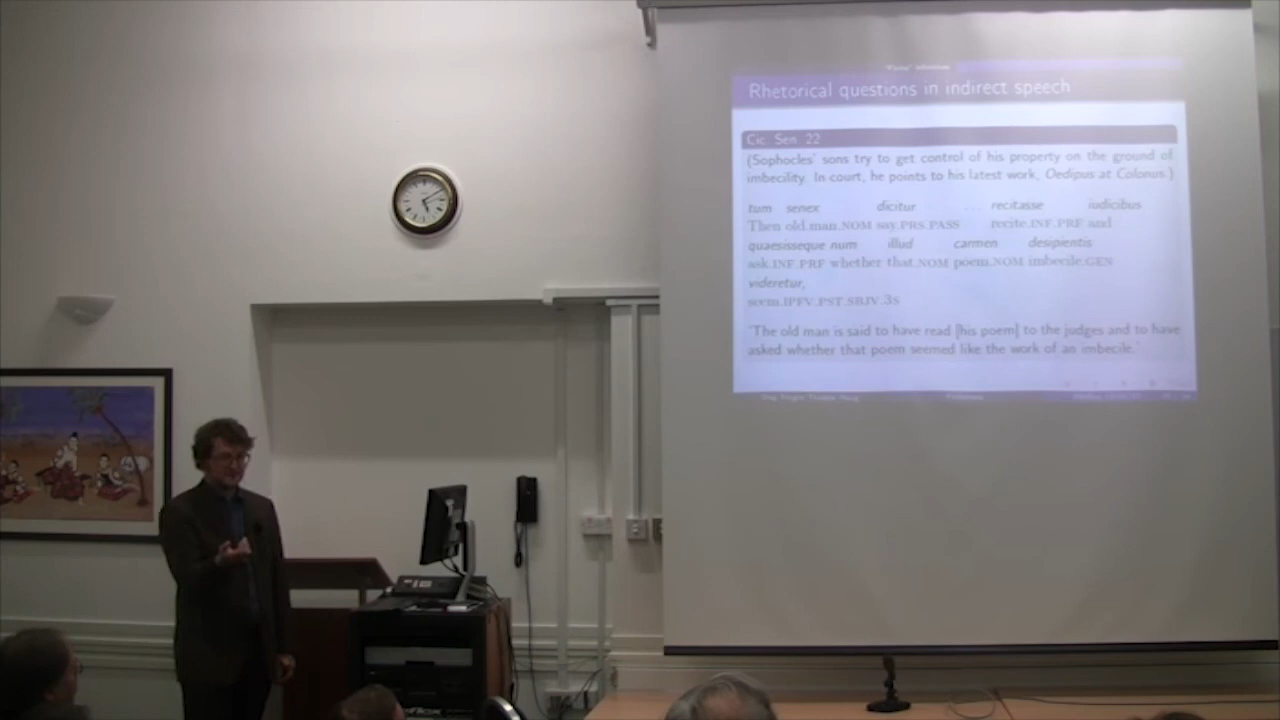 Rhetorical questions in indirect speech
Cic. Sen 22
(Sophocles' sons try to get control of his property on the ground of
imbecility. In court, he points to his latest work, Oedipus at Colonus.)
tum senex dicitur ... recitasse iudicibus
Then old.man.NOM say.PRS.PASS recite.INF.PRF and
quaesisseque num illud carmen desipientis
ask.INF.PRF whether that.NOM poem.NOM imbecile.GEN
videretur,
seem.IPFV.PST.SBJV.3S
'The old man is said to have read [his poem] to the judges and to have
asked whether that poem seemed like the work of an imbecile.'